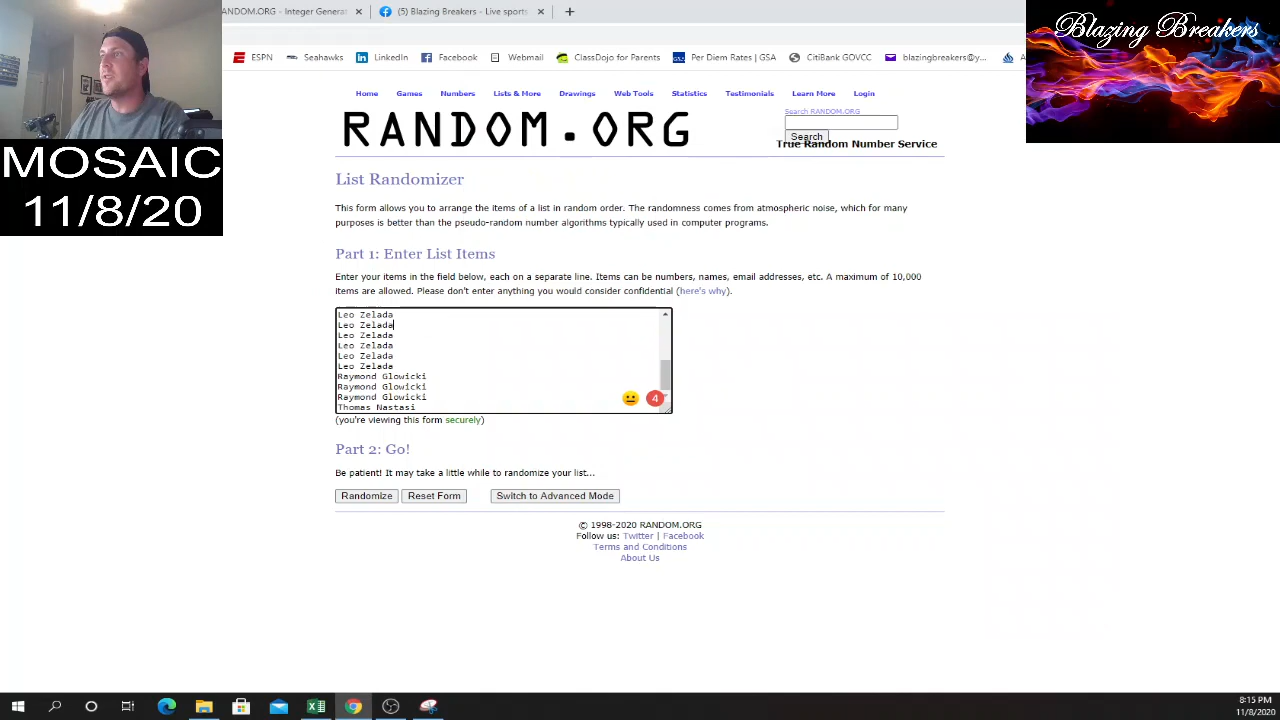 ANDOM.ORG - Integer Generat
(5) Blazing Breakers - Live sports
ESPN
Seahawks
LinkedIn
Facebook
Webmail
ClassDojo for Parents
Per Diem Rates | GSA
CitiBank GOVCC
blazingbreakers@y...
A
Blazing Breakers
MOSAIC
11/8/20
Home
Games
Numbers
Lists & More
Drawings
Web Tools
Statistics
Testimonials
Learn More
Login
RANDOM.ORG
Search RANDOM.ORG
Search
True Random Number Service
List Randomizer
This form allows you to arrange the items of a list in random order. The randomness comes from atmospheric noise, which for many
purposes is better than the pseudo-random number algorithms typically used in computer programs.
Part 1: Enter List Items
Enter your items in the field below, each on a separate line. Items can be numbers, names, email addresses, etc. A maximum of 10,000
items are allowed. Please don't enter anything you would consider confidential (here's why).
Leo Zelada
Leo Zelada
Leo Zelada
Leo Zelada
Leo Zelada
Leo Zelada
Raymond Glowicki
Raymond Glowicki
Raymond Glowicki
Thomas Nastasi
4
(you're viewing this form securely)
Part 2: Go!
Be patient! It may take a little while to randomize your list...
Randomize
Reset Form
Switch to Advanced Mode
© 1998-2020 RANDOM.ORG
Follow us: Twitter | Facebook
Terms and Conditions
About Us
8:15 PM
11/8/2020